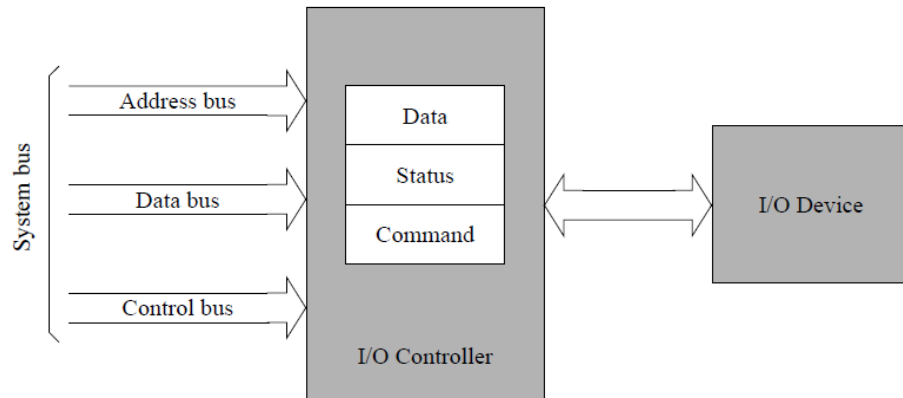 System bus
Address bus
Data bus
Control bus
Data
Status
Command
I/O Controller
I/O Device